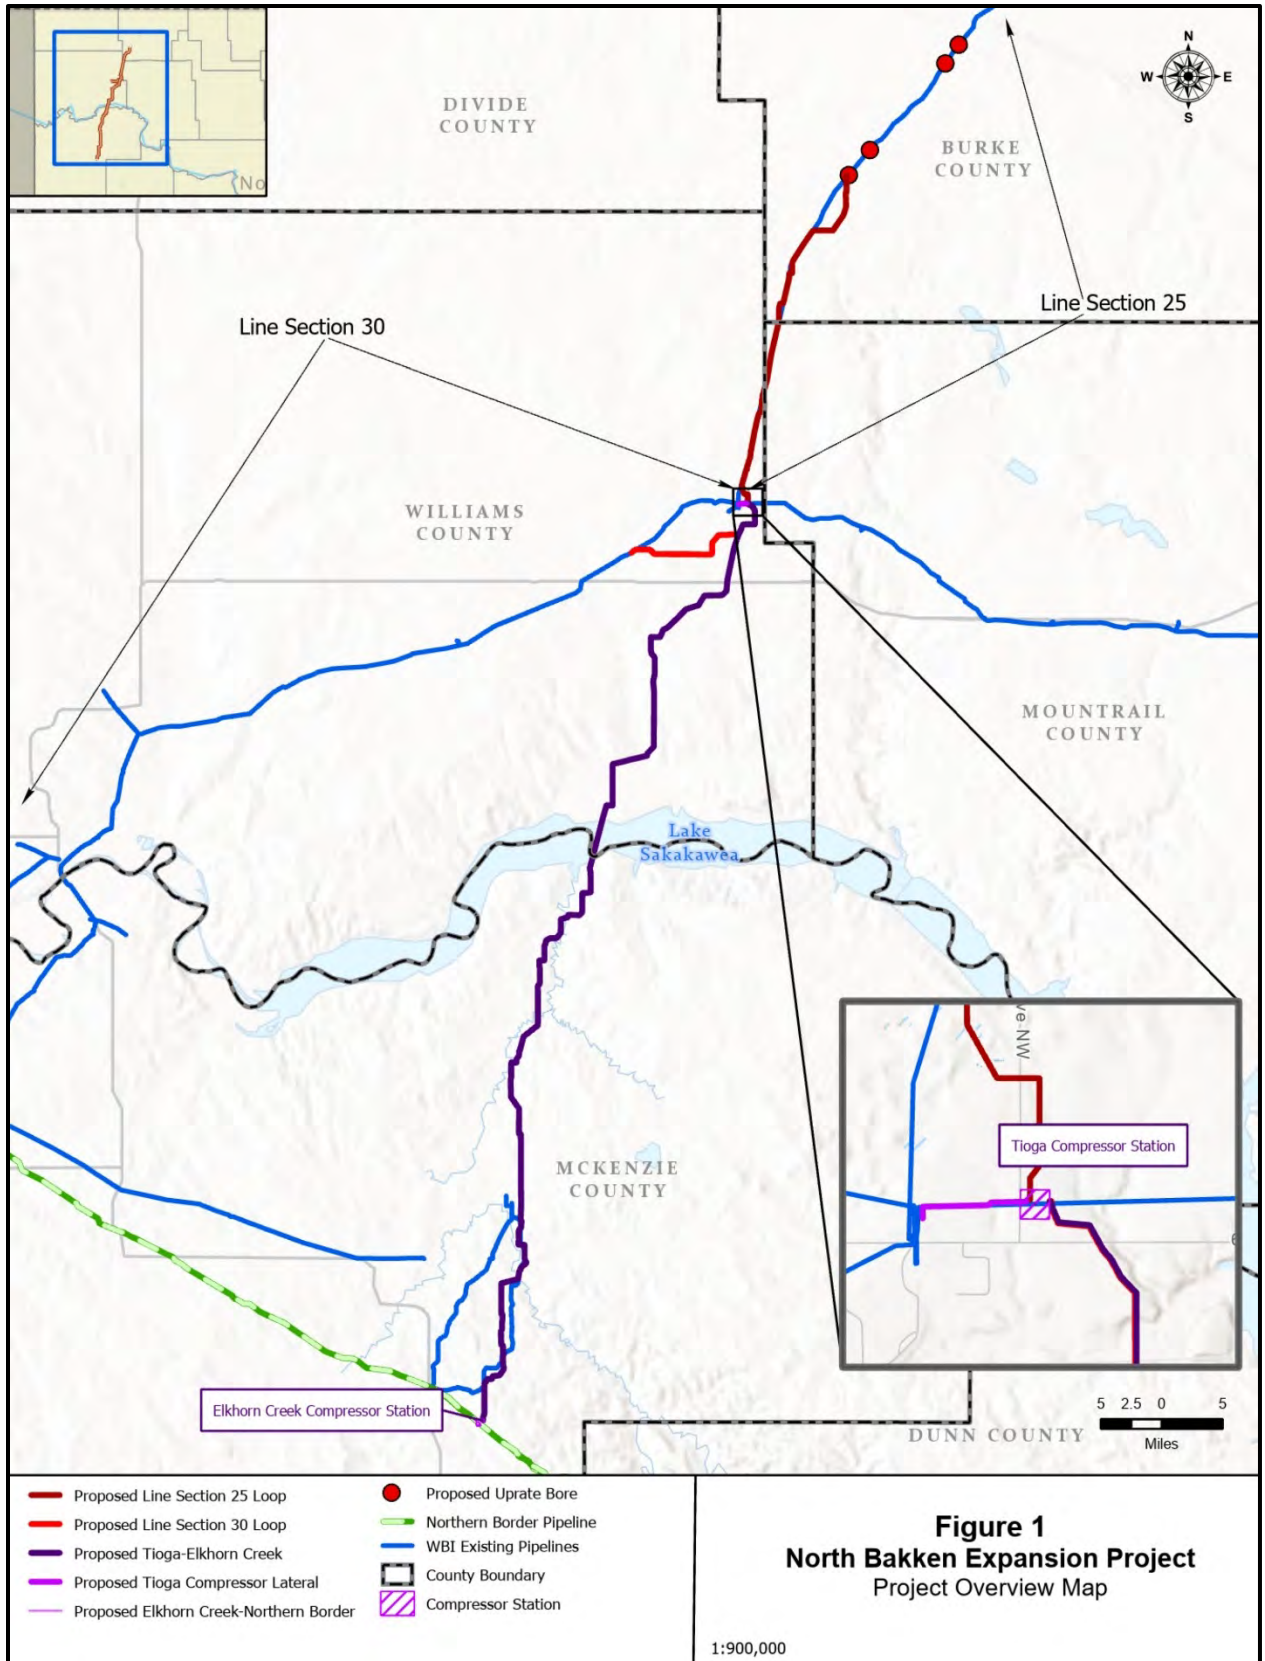 No
DIVIDE
COUNTY
N
W
E
S
BURKE
COUNTY
Line Section 30
Line Section 25
WILLIAMS
COUNTY
MOUNTRAIL
COUNTY
Lake
Sakakawea
ve NW
Tioga Compressor Station
6
MCKENZIE
COUNTY
Elkhorn Creek Compressor Station
DUNN COUNTY
5 2.5 0 5
Miles
Proposed Line Section 25 Loop
Proposed Line Section 30 Loop
Proposed Tioga-Elkhorn Creek
Proposed Tioga Compressor Lateral
Proposed Elkhorn Creek-Northern Border
Proposed Uprate Bore
Northern Border Pipeline
WBI Existing Pipelines
County Boundary
Compressor Station
Figure 1
North Bakken Expansion Project
Project Overview Map
1:900,000